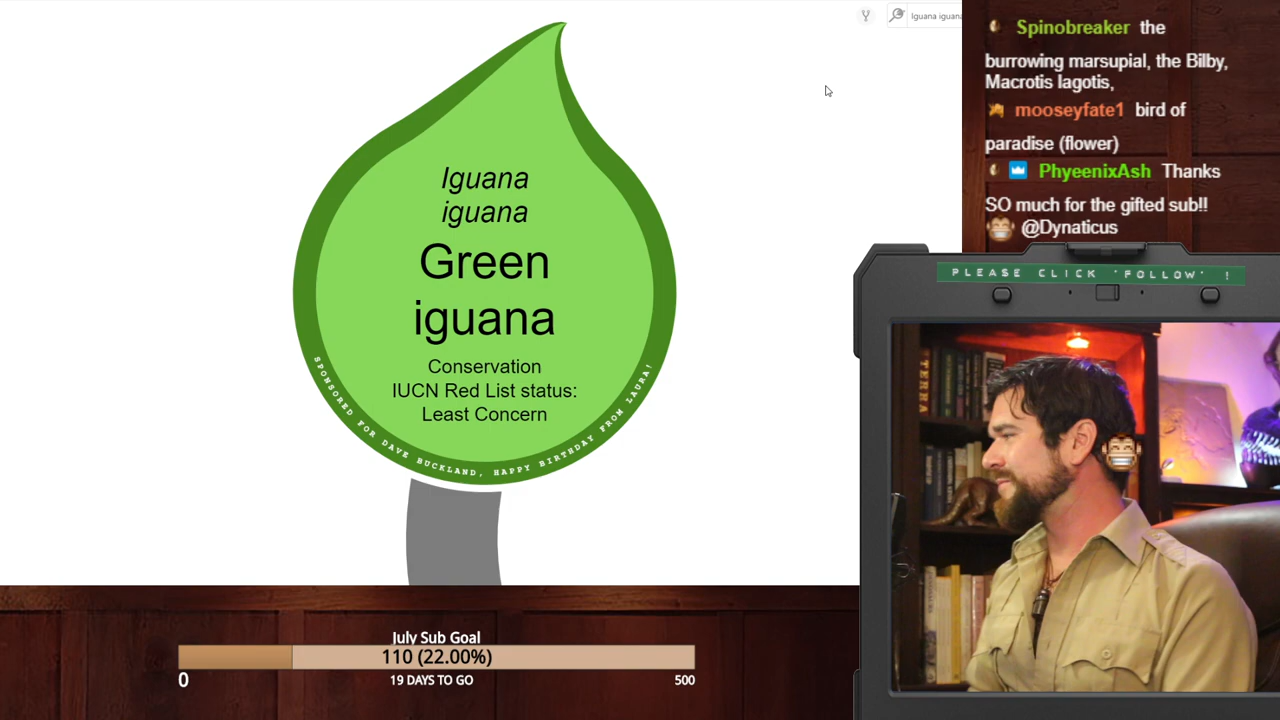 Iguana
iguana
Green
iguana
Conservation
IUCN Red List status:
Least Concern
SPONSORED FOR DAVE BUCKLAND, HAPPY BIRTHDAY FROM LAURA!
Iguana iguana
Spinobreaker the
burrowing marsupial, the Bilby,
Macrotis lagotis,
mooseyfate1 bird of
paradise (flower)
PhyeenixAsh Thanks
SO much for the gifted sub!!
@Dynaticus
PLEASE CLICK 'FOLLOW' !
TERRA
July Sub Goal
110 (22.00%)
0
19 DAYS TO GO
500